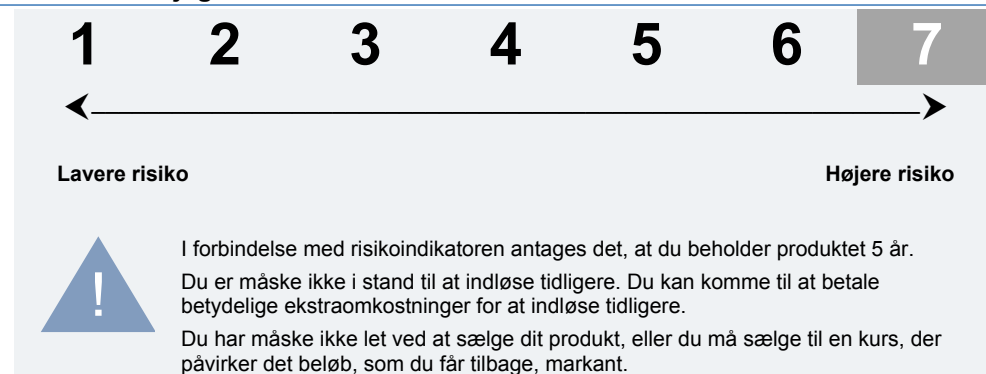 1 2 3 4 5 6 7
Lavere risiko Højere risiko
!
I forbindelse med risikoindikatoren antages det, at du beholder produktet 5 år.
Du er måske ikke i stand til at indløse tidligere. Du kan komme til at betale
betydelige ekstraomkostninger for at indløse tidligere.
Du har måske ikke let ved at sælge dit produkt, eller du må sælge til en kurs, der
påvirker det beløb, som du får tilbage, markant.